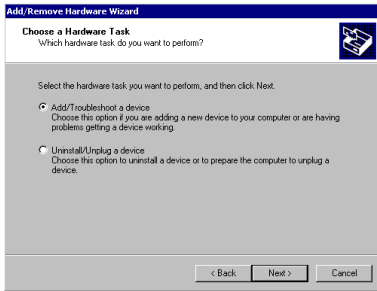 Add/Remove Hardware Wizard
Choose a Hardware Task
Which hardware task do you want to perform?
Select the hardware task you want to perform, and then click Next.
Add/Troubleshoot a device
Choose this option if you are adding a new device to your computer or are having
problems getting a device working.
Uninstall/Unplug a device
Choose this option to uninstall a device or to prepare the computer to unplug a
device.
< Back
Next >
Cancel